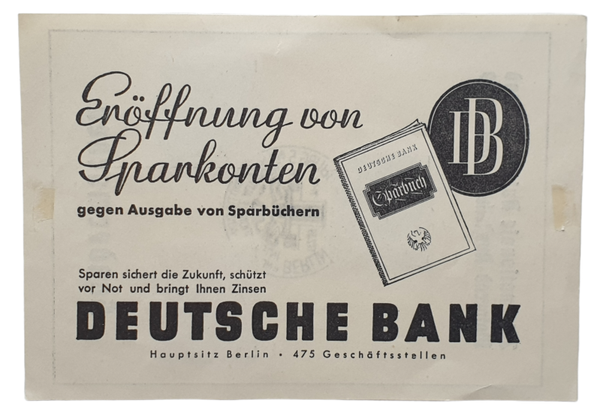 Eröffnung von
Sparkonten
gegen Ausgabe von Sparbüchern
DB
DEUTSCHE BANK
Sparbuch
Sparen sichert die Zukunft, schützt
vor Not und bringt Ihnen Zinsen
DEUTSCHE BANK
Hauptsitz Berlin • 475 Geschäftsstellen